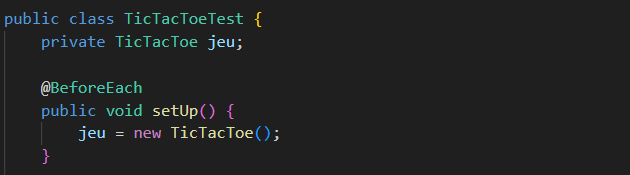 public class TicTacToeTest {
    private TicTacToe jeu;
    @BeforeEach
    public void setUp() {
        jeu = new TicTacToe();
    }